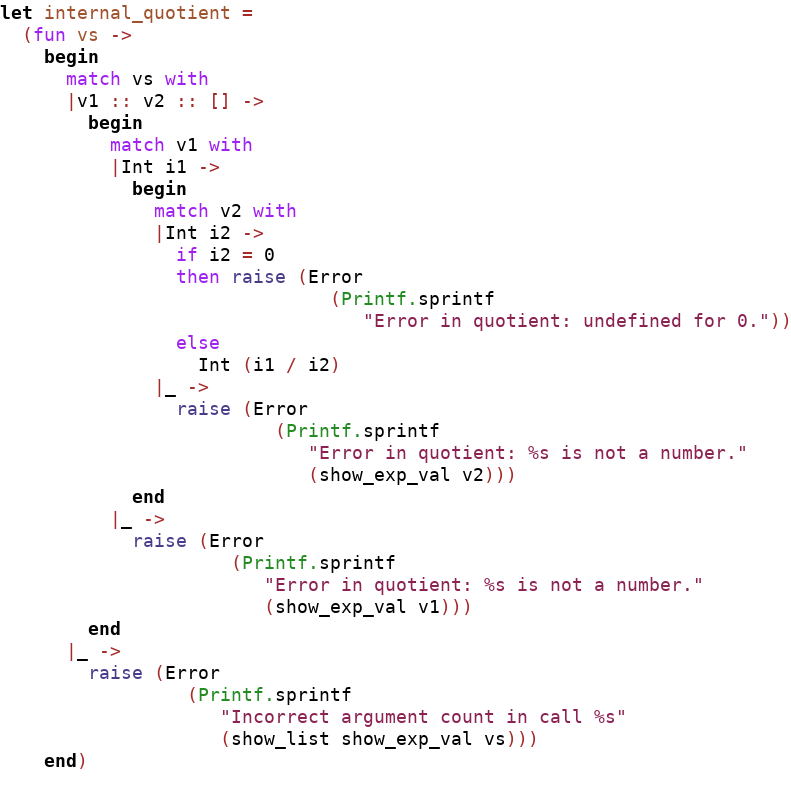 let internal_quotient =
  (fun vs ->
    begin
      match vs with
      |v1 :: v2 :: [] ->
        begin
          match v1 with
          |Int i1 ->
            begin
              match v2 with
              |Int i2 ->
                if i2 = 0
                then raise (Error
                              (Printf.sprintf
                                 "Error in quotient: undefined for 0."))
                else
                  Int (i1 / i2)
              |_ ->
                raise (Error
                         (Printf.sprintf
                            "Error in quotient: %s is not a number."
                            (show_exp_val v2)))
            end
          |_ ->
            raise (Error
                     (Printf.sprintf
                        "Error in quotient: %s is not a number."
                        (show_exp_val v1)))
        end
      |_ ->
        raise (Error
                 (Printf.sprintf
                    "Incorrect argument count in call %s"
                    (show_list show_exp_val vs)))
    end)